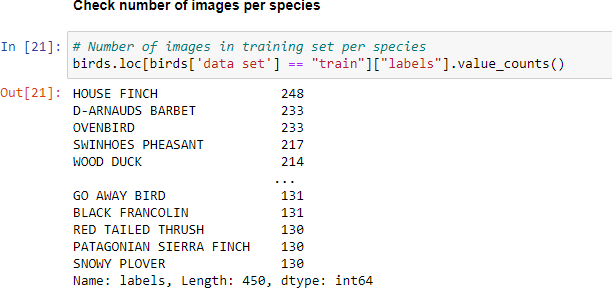 Check number of images per species
In [21]: # Number of images in training set per species
birds.loc[birds['data set'] == "train"]["labels"].value_counts()
Out[21]: HOUSE FINCH 248
D-ARNAUDS BARBET 233
OVENBIRD 233
SWINHOES PHEASANT 217
WOOD DUCK 214
...
GO AWAY BIRD 131
BLACK FRANCOLIN 131
RED TAILED THRUSH 130
PATAGONIAN SIERRA FINCH 130
SNOWY PLOVER 130
Name: labels, Length: 450, dtype: int64